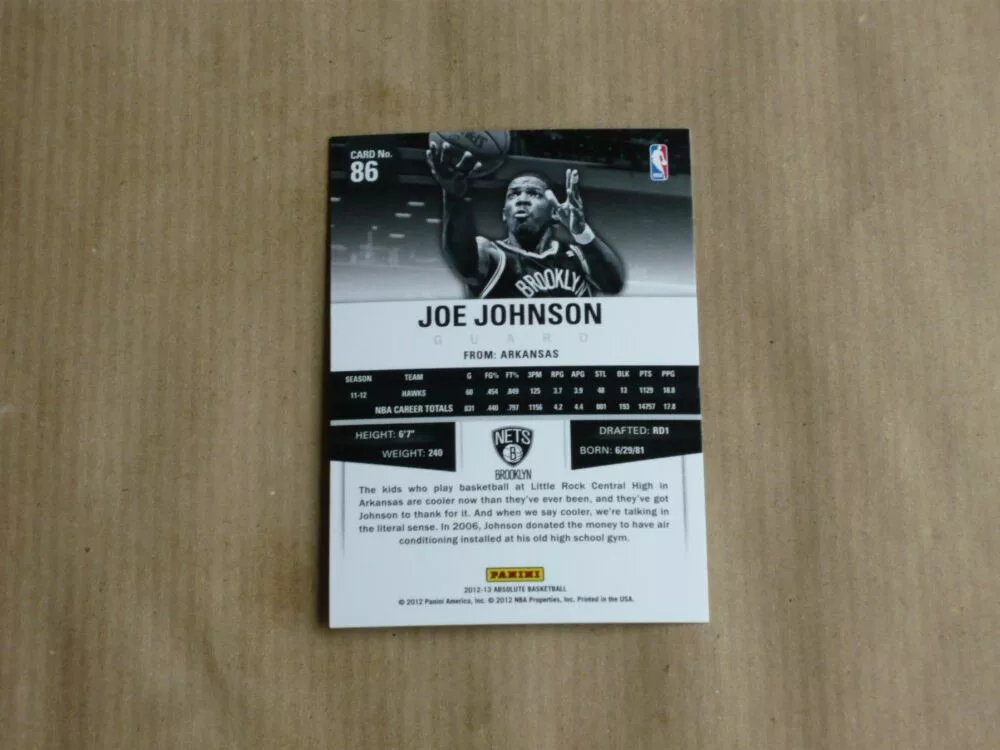 CARD No.
86
BROOKLYN
JOE JOHNSON
GUARD
FROM: ARKANSAS
SEASON TEAM G FG% FT% 3PM RPG APG STL BLK PTS PPG
11-12 HAWKS 60 .454 .849 125 3.7 3.9 48 13 1129 18.8
NBA CAREER TOTALS 831 .440 .797 1156 4.2 4.4 801 193 14757 17.8
HEIGHT: 6'7"
WEIGHT: 240
NETS
B
BROOKLYN
DRAFTED: RD1
BORN: 6/29/81
The kids who play basketball at Little Rock Central High in
Arkansas are cooler now than they've ever been, and they've got
Johnson to thank for it. And when we say cooler, we're talking in
the literal sense. In 2006, Johnson donated the money to have air
conditioning installed at his old high school gym.
PANINI
2012-13 ABSOLUTE BASKETBALL
© 2012 Panini America, Inc. © 2012 NBA Properties, Inc. Printed in the USA.